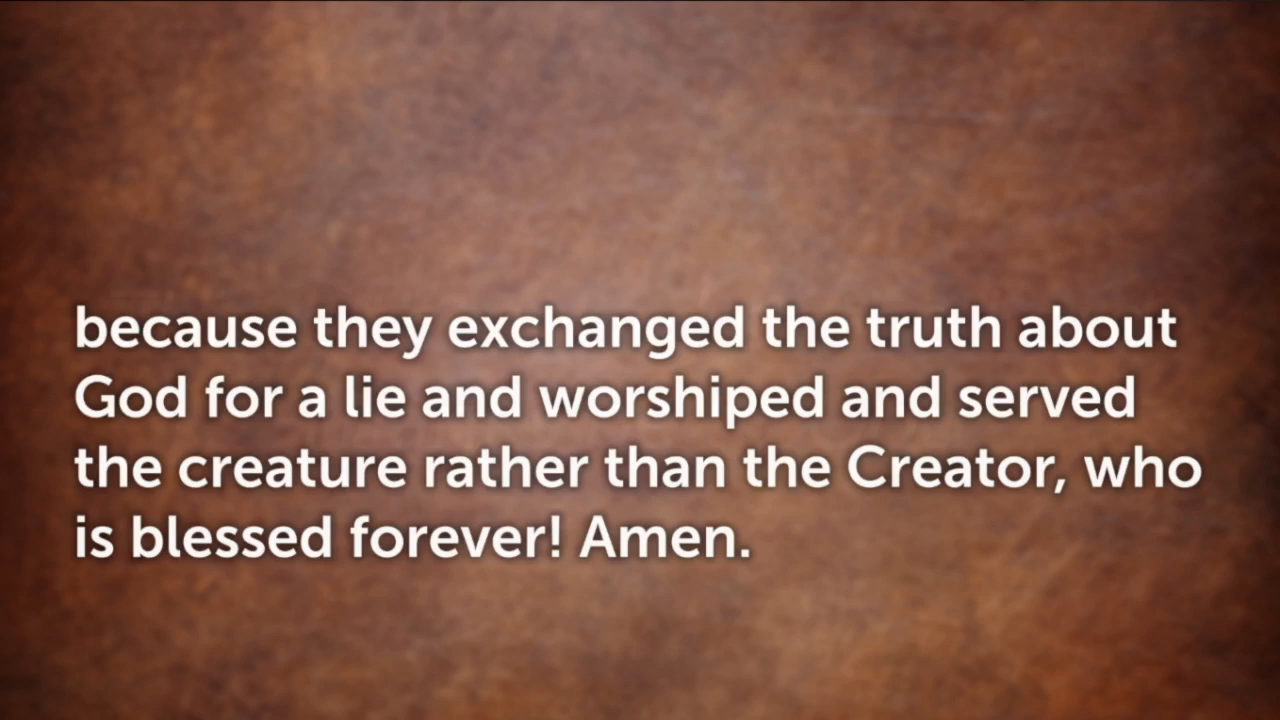 because they exchanged the truth about
God for a lie and worshiped and served
the creature rather than the Creator, who
is blessed forever! Amen.